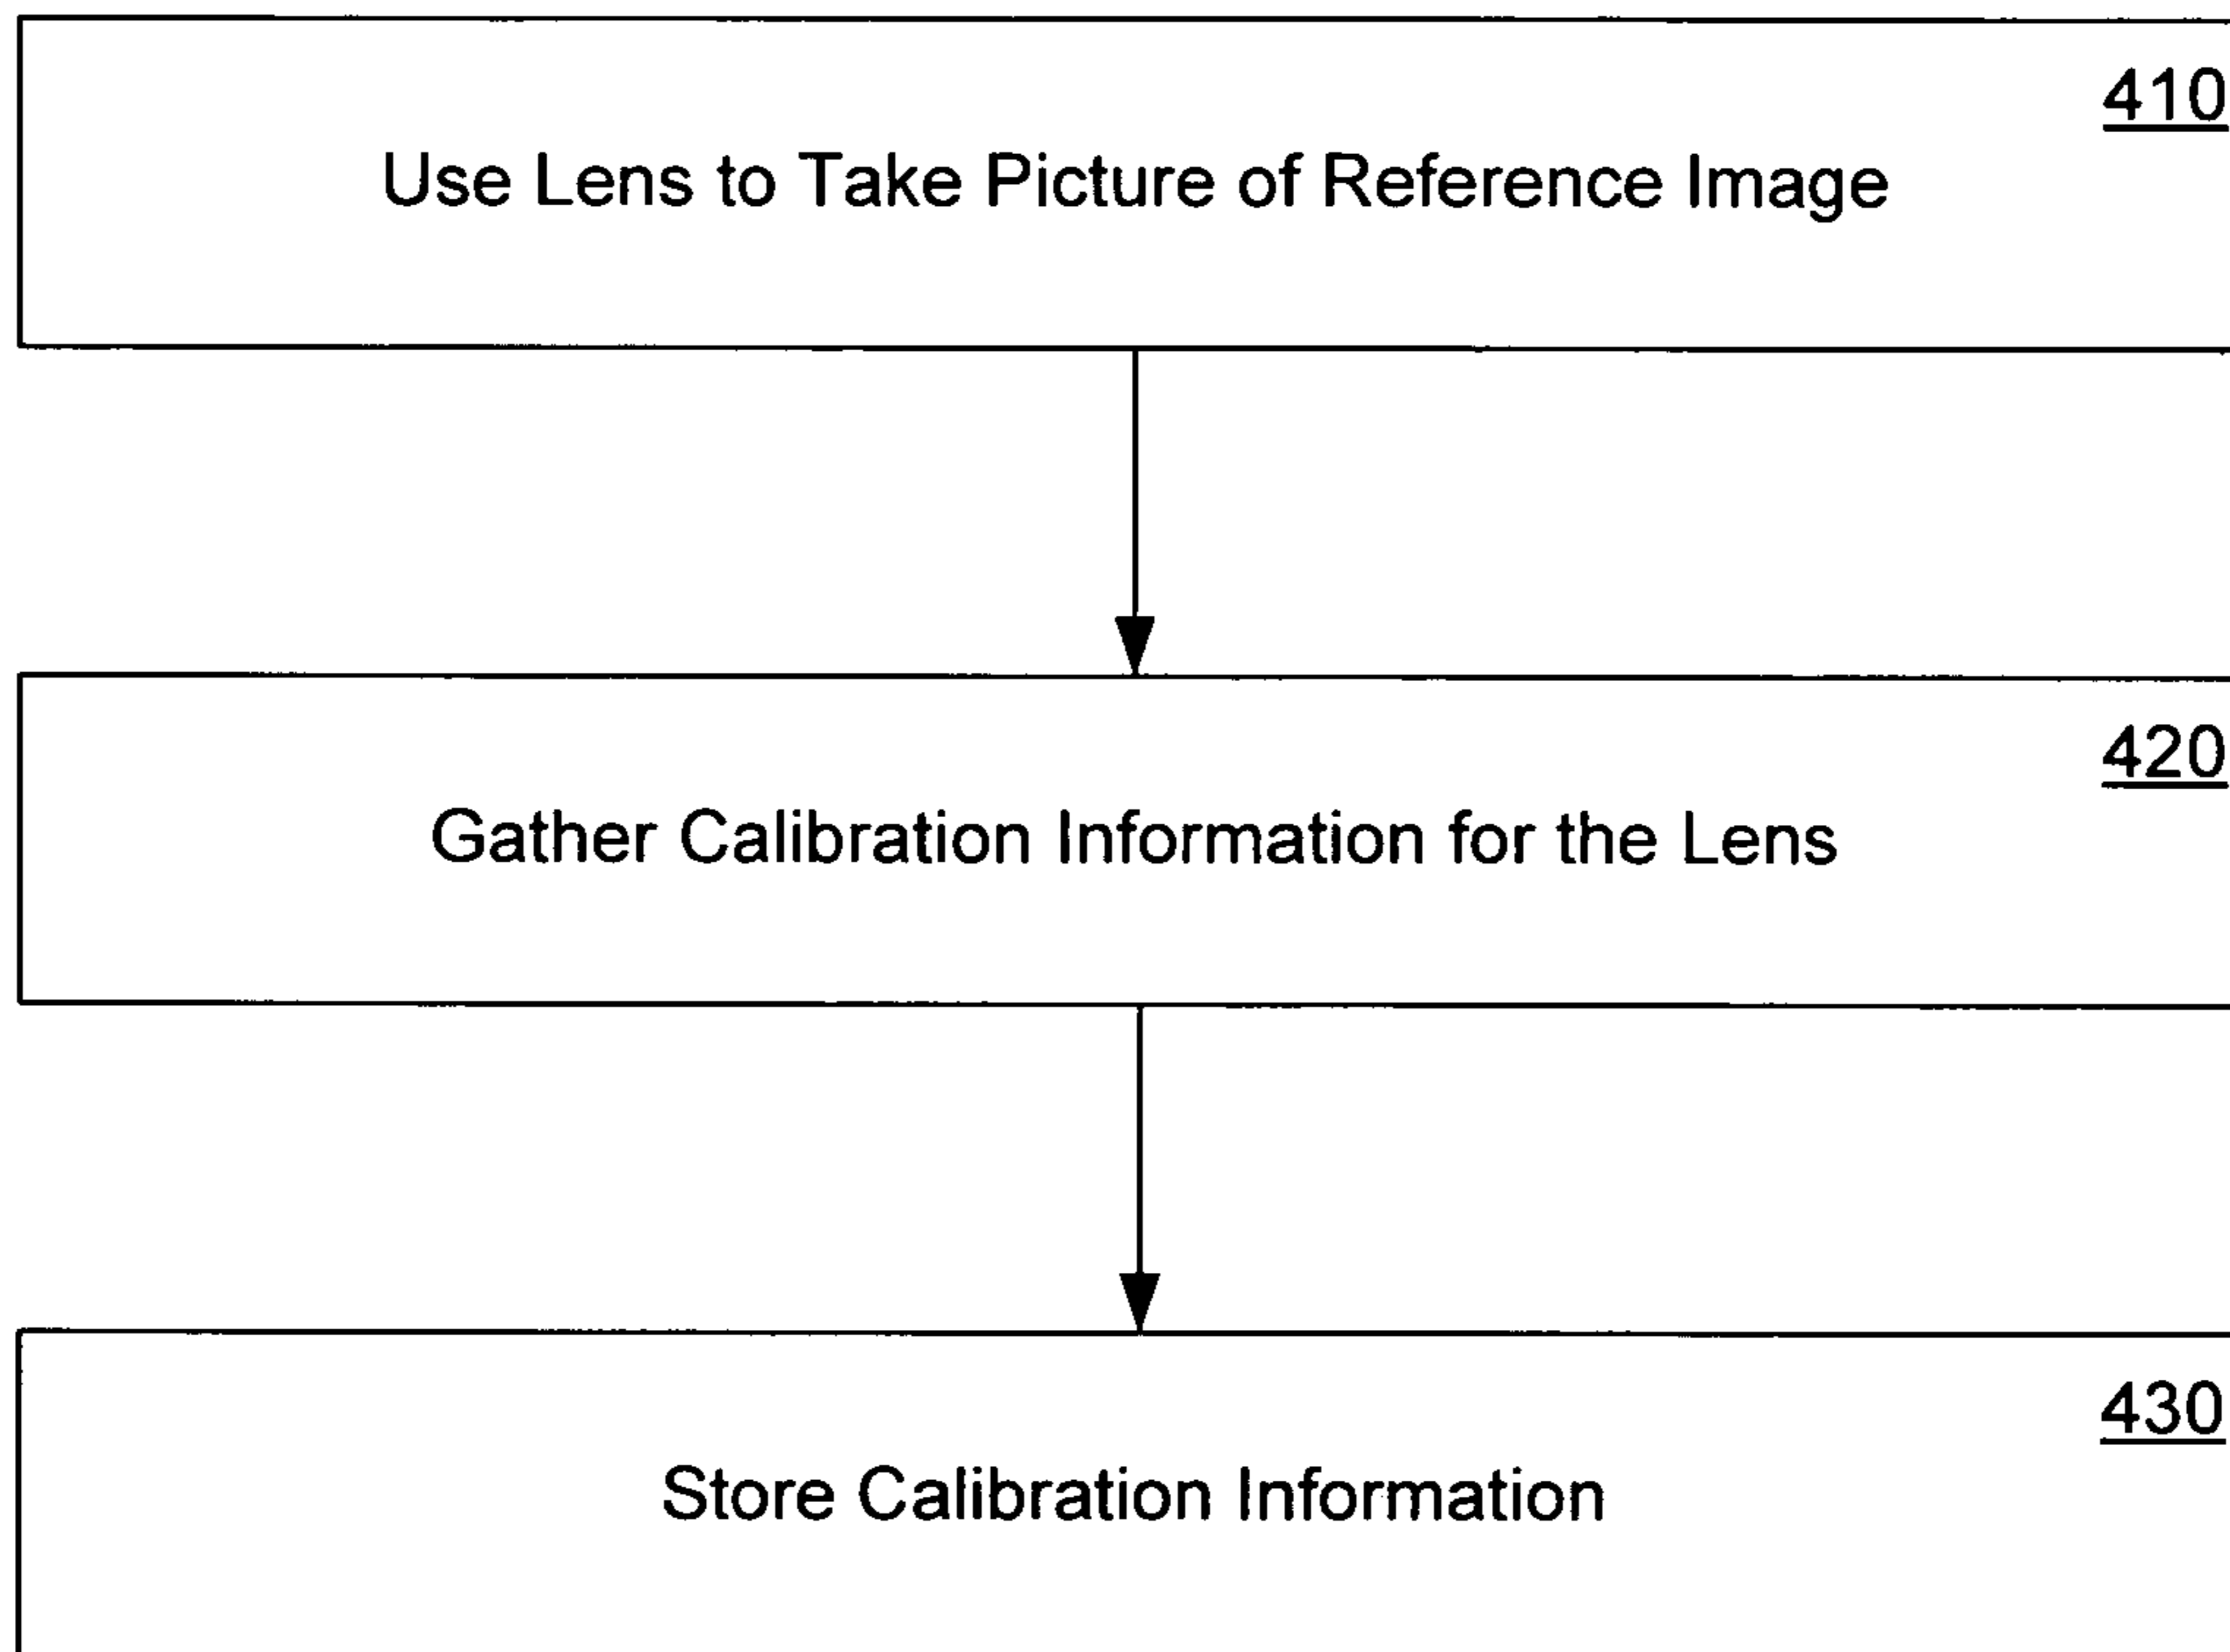 410
Use Lens to Take Picture of Reference Image
420
Gather Calibration Information for the Lens
430
Store Calibration Information